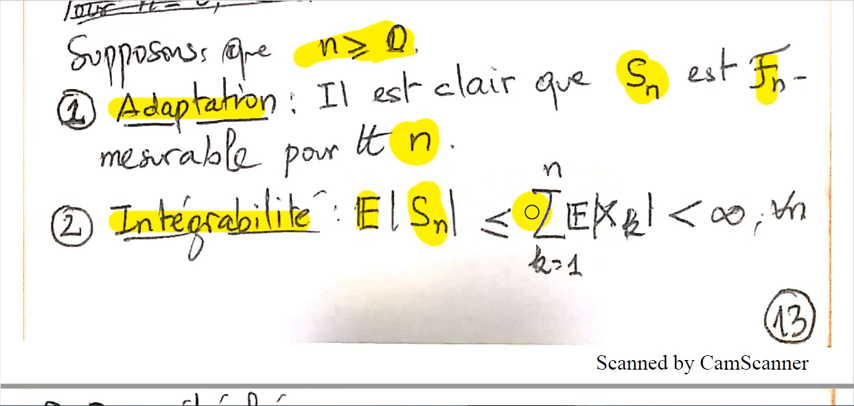 Supposons, que n ≥ 0.
① Adaptation : Il est clair que Sn est Fn-
mesurable pour tt n.
② Intégrabilité : E|Sn| ≤ ∑_{k=1}^{n} E|Xk| < ∞, ∀n
13
Scanned by CamScanner